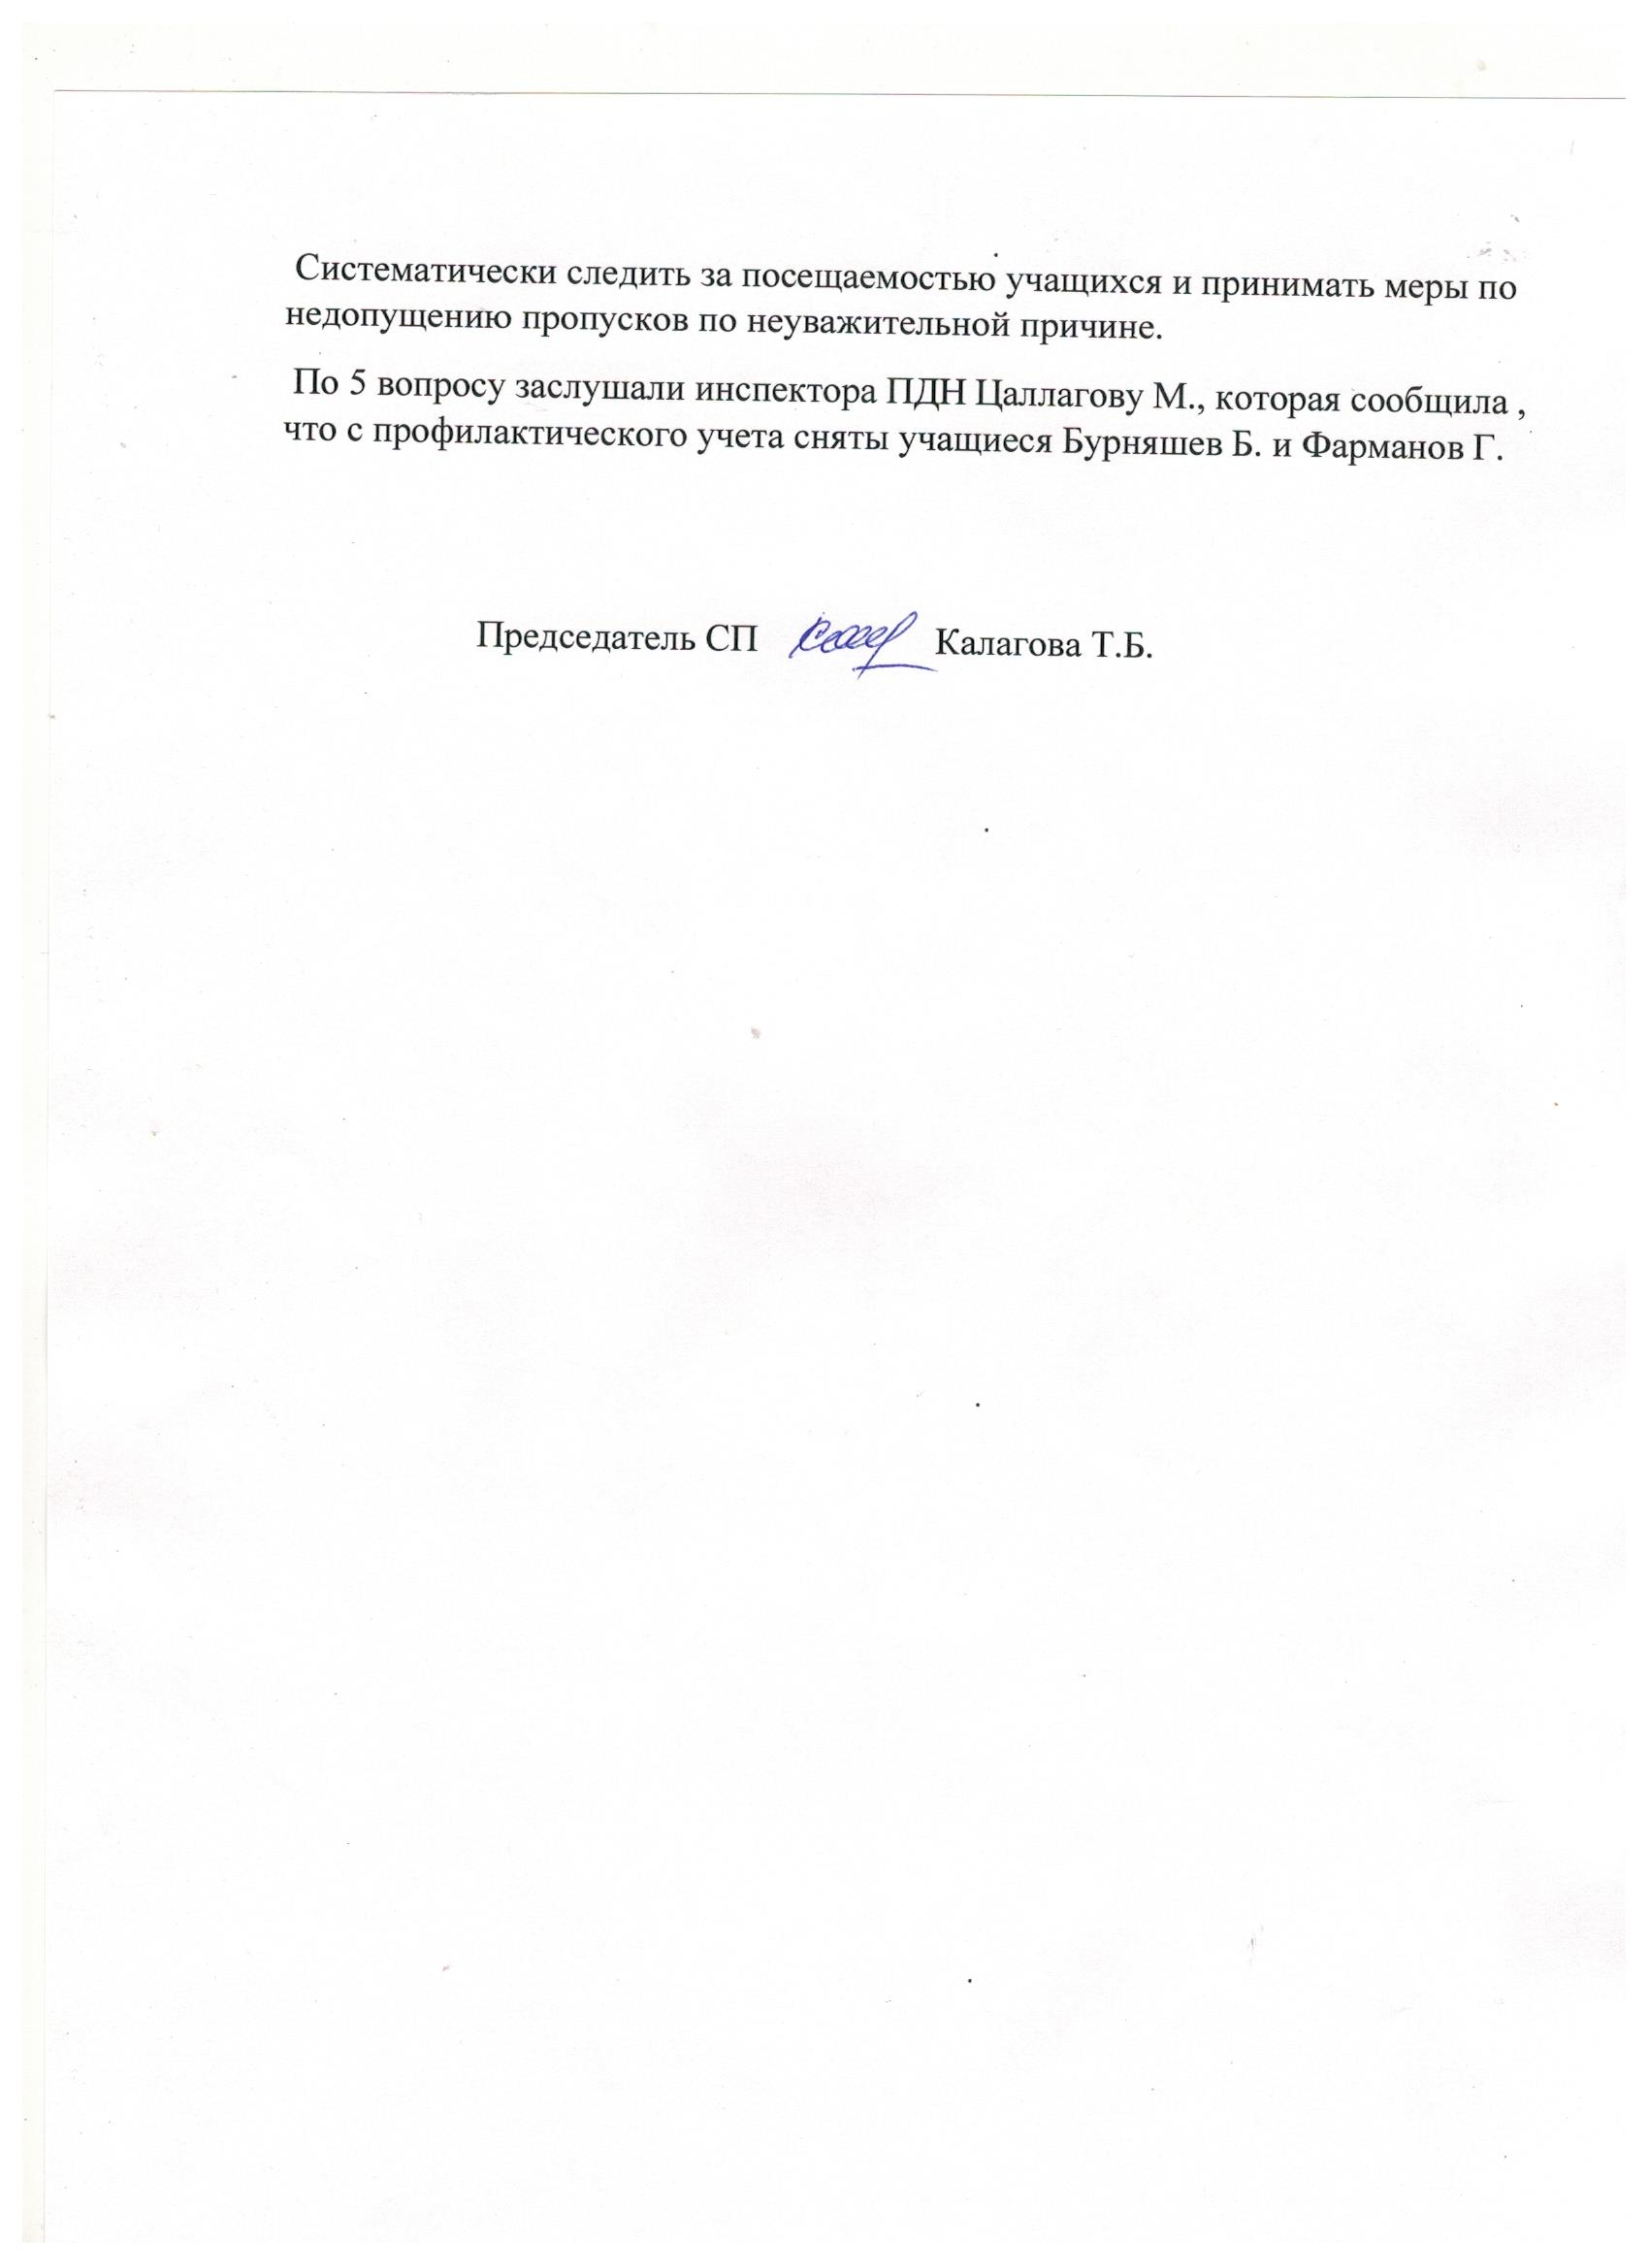 Систематически следить за посещаемостью учащихся и принимать меры по
недопущению пропусков по неуважительной причине.
По 5 вопросу заслушали инспектора ПДН Цаллагову М., которая сообщила ,
что с профилактического учета сняты учащиеся Бурняшев Б. и Фарманов Г.
Председатель СП Калагова Т.Б.